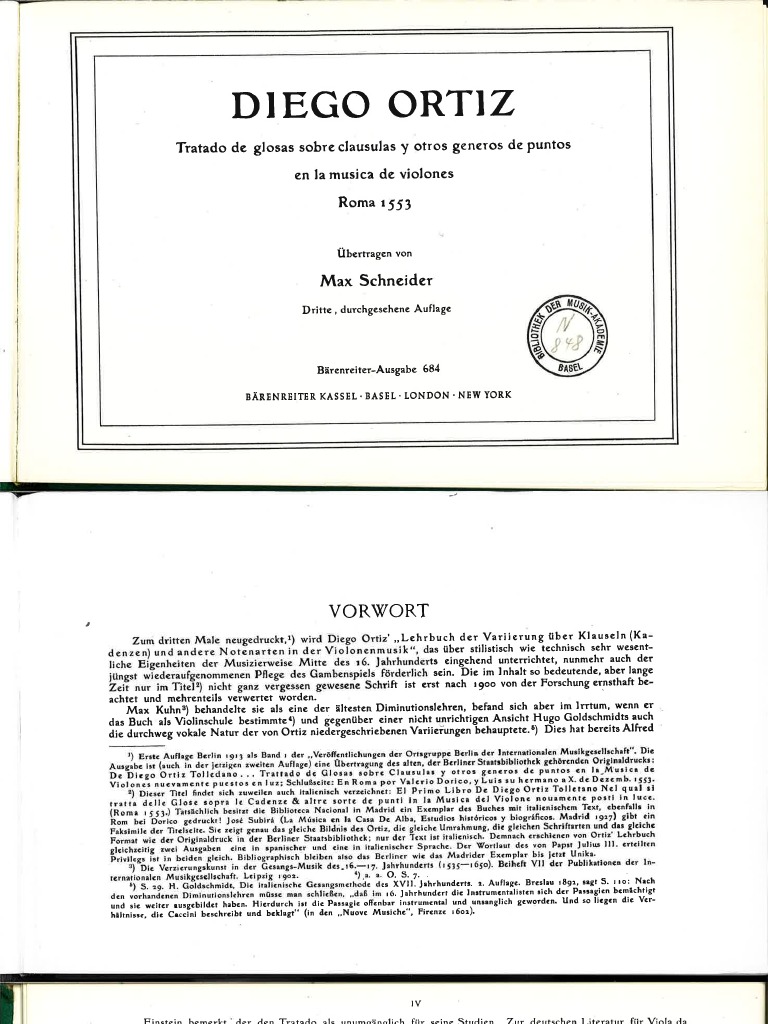 DIEGO ORTIZ
Tratado de glosas sobre clausulas y otros generos de puntos
en la musica de violones
Roma 1553
Übertragen von
Max Schneider
Dritte, durchgesehene Auflage
BIBLIOTHEK DER MUSIK-AKADEMIE
BASEL
N
848
Bärenreiter-Ausgabe 684
BÄRENREITER KASSEL · BASEL · LONDON · NEW YORK
VORWORT
Zum dritten Male neugedruckt,¹) wird Diego Ortiz' „Lehrbuch der Variierung über Klauseln (Ka-
denzen) und andere Notenarten in der Violonenmusik“, das über stilistisch wie technisch sehr wesent-
liche Eigenheiten der Musizierweise Mitte des 16. Jahrhunderts eingehend unterrichtet, nunmehr auch der
jüngst wiederaufgenommenen Pflege des Gambenspiels förderlich sein. Die im Inhalt so bedeutende, aber lange
Zeit nur im Titel²) nicht ganz vergessen gewesene Schrift ist erst nach 1900 von der Forschung ernsthaft be-
achtet und mehrenteils verwertet worden.
Max Kuhn³) behandelte sie als eine der ältesten Diminutionslehren, befand sich aber im Irrtum, wenn er
das Buch als Violinschule bestimmte⁴) und gegenüber einer nicht unrichtigen Ansicht Hugo Goldschmidts auch
die durchweg vokale Natur der von Ortiz niedergeschriebenen Variierungen behauptete.⁵) Dies hat bereits Alfred
¹) Erste Auflage Berlin 1913 als Band 1 der „Veröffentlichungen der Ortsgruppe Berlin der Internationalen Musikgesellschaft“. Die
Ausgabe ist (auch in der jetzigen zweiten Auflage) eine Übertragung des alten, der Berliner Staatsbibliothek gehörenden Originaldrucks:
De Diego Ortiz Tolledano . . . Trattado de Glosas sobre Clausulas y otros generos de puntos en la Musica de
Violones nuevamente puestos en luz; Schlußseite: En Roma por Valerio Dorico, y Luis su hermano a X. de Dezemb. 1553.
²) Dieser Titel findet sich zuweilen auch italienisch verzeichnet: El Primo Libro De Diego Ortiz Tolletano Nel qual si
tratta delle Glose sopra le Cadenze & altre sorte de punti in la Musica del Violone nouamente posti in luce.
(Roma 1553.) Tatsächlich besitzt die Biblioteca Nacional in Madrid ein Exemplar des Buches mit italienischem Text, ebenfalls in
Rom bei Dorico gedruckt! José Subirá (La Música en la Casa De Alba, Estudios históricos y biográficos. Madrid 1927) gibt ein
Faksimile der Titelseite. Sie zeigt genau das gleiche Bildnis des Ortiz, die gleiche Umrahmung, die gleichen Schriftarten und das gleiche
Format wie der Originaldruck in der Berliner Staatsbibliothek; nur der Text ist italienisch. Demnach erschienen von Ortiz' Lehrbuch
gleichzeitig zwei Ausgaben eine in spanischer und eine in italienischer Sprache. Der Wortlaut des von Papst Julius III. erteilten
Privilegs ist in beiden gleich. Bibliographisch bleiben also das Berliner wie das Madrider Exemplar bis jetzt Unika.
³) Die Verzierungskunst in der Gesangs-Musik des 16.—17. Jahrhunderts (1535—1650). Beiheft VII der Publikationen der In-
ternationalen Musikgesellschaft. Leipzig 1902. ⁴) a. a. O. S. 7.
⁵) S. 29. H. Goldschmidt, Die italienische Gesangsmethode des XVII. Jahrhunderts. 2. Auflage. Breslau 1892, sagt S. 110: Nach
den vorhandenen Diminutionslehren müsse man schließen, „daß im 16. Jahrhundert die Instrumentalisten sich der Passagien bemächtigt
und sie weiter ausgebildet haben. Hierdurch ist die Passagie offenbar instrumental und unsanglich geworden. Und so liegen die Ver-
hältnisse, die Caccini beschreibt und beklagt“ (in den „Nuove Musiche“, Firenze 1602).
IV
Einstein bemerkt, der den Tratado als unumgänglich für seine Studien „Zur deutschen Literatur für Viola da